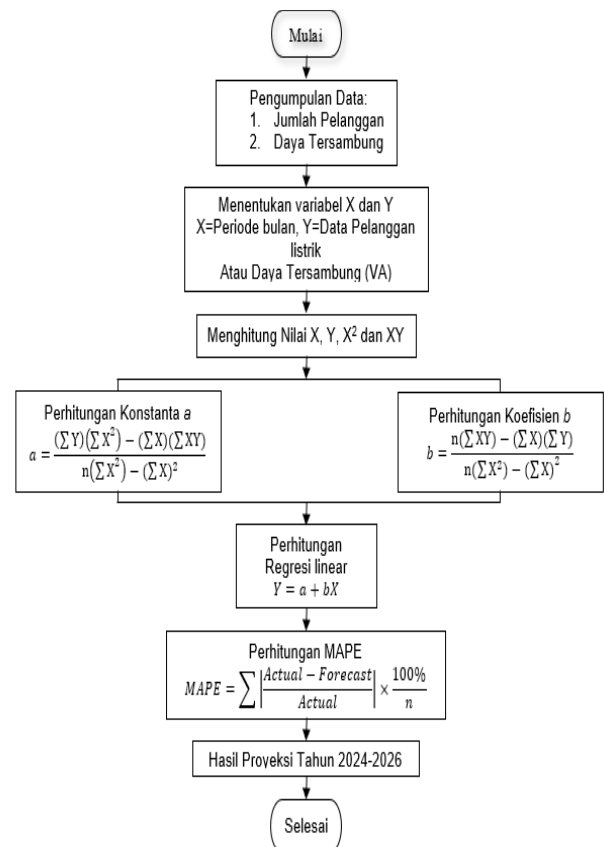 Mulai
Pengumpulan Data:
1. Jumlah Pelanggan
2. Daya Tersambung
Menentukan variabel X dan Y
X=Periode bulan, Y=Data Pelanggan
listrik
Atau Daya Tersambung (VA)
Menghitung Nilai X, Y, X² dan XY
Perhitungan Konstanta a
a = (∑Y)(∑X²) − (∑X)(∑XY) / n(∑X²) − (∑X)²
Perhitungan Koefisien b
b = n(∑XY) − (∑X)(∑Y) / n(∑X²) − (∑X)²
Perhitungan
Regresi linear
Y = a + bX
Perhitungan MAPE
MAPE = ∑ |Actual − Forecast / Actual| × 100% / n
Hasil Proyeksi Tahun 2024-2026
Selesai